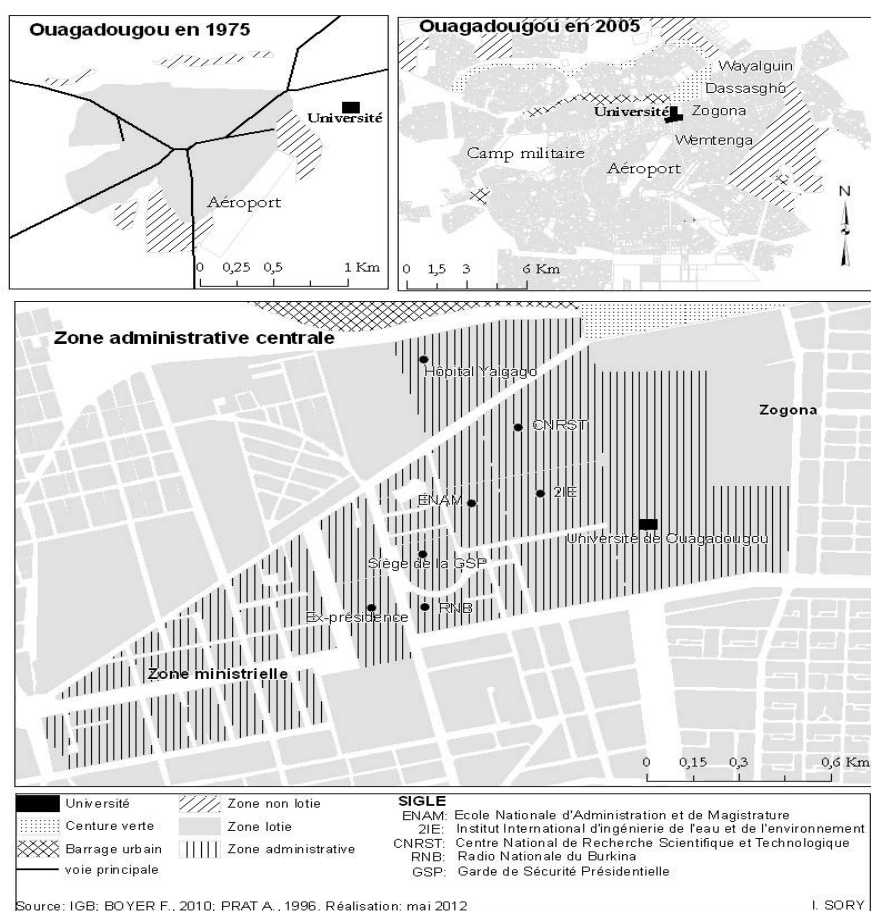 Ouagadougou en 1975
Université
Aéroport
0 0,25 0,5 1 Km
Ouagadougou en 2005
Wayalguin
Dassasgho
Université
Zogona
Wemtenga
Camp militaire
Aéroport
N
0 1,5 3 6 Km
Zone administrative centrale
Hôpital Yalgago
Zogona
CNRST
ENAM
2IE
Université de Ouagadougou
Siège de la GSP
Ex-présidence
RNB
Zone ministrielle
0 0,15 0,3 0,6 Km
Université
Centure verte
Barrage urbain
voie principale
Zone non lotie
Zone lotie
Zone administrative
SIGLE
ENAM: Ecole Nationale d'Administration et de Magistrature
2IE: Institut International d'ingénierie de l'eau et de l'environnement
CNRST: Centre National de Recherche Scientifique et Technologique
RNB: Radio Nationale du Burkina
GSP: Garde de Sécurité Présidentielle
Source: IGB; BOYER F., 2010; PRAT A., 1996. Réalisation: mai 2012
I. SORY